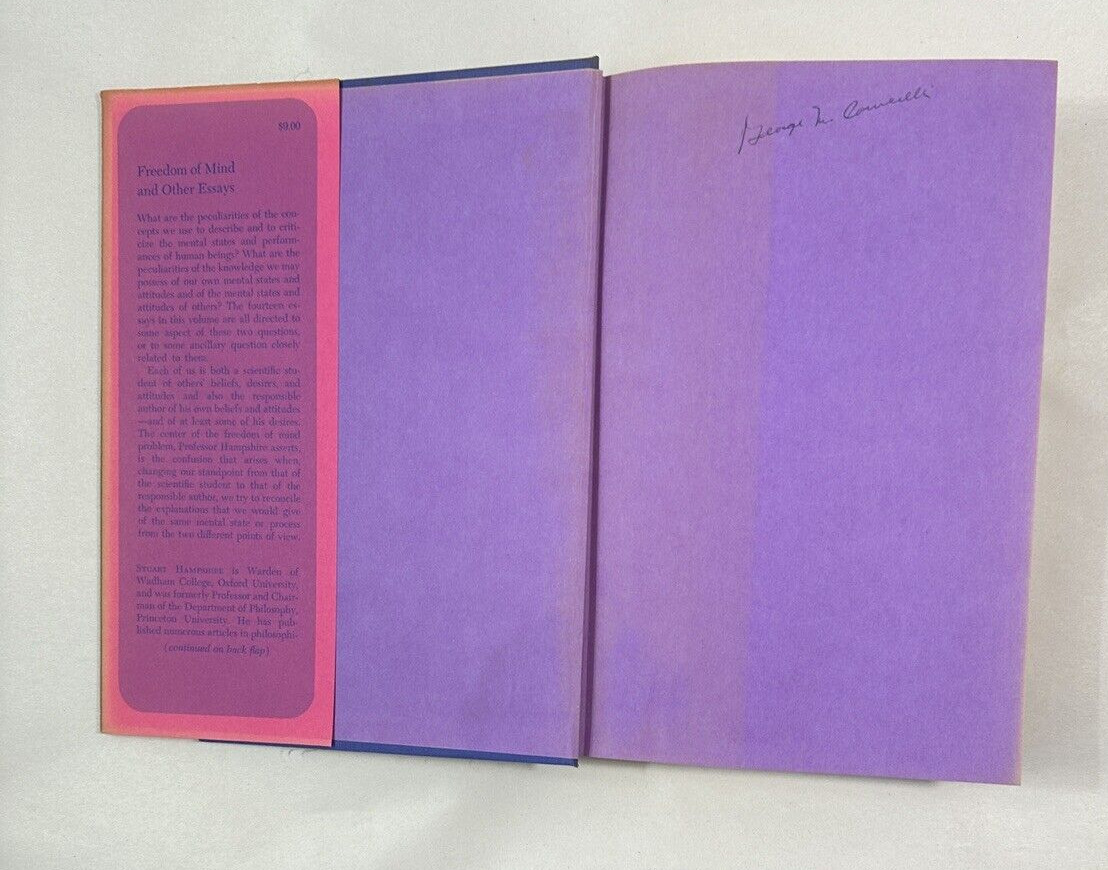 $9.00
Freedom of Mind
and Other Essays
What are the peculiarities of the con-
cepts we use to describe and to criti-
cize the mental states and perform-
ances of human beings? What are the
peculiarities of the knowledge we may
possess of our own mental states and
attitudes and of the mental states and
attitudes of others? The fourteen es-
says in this volume are all directed to
some aspect of these two questions,
or to some ancillary question closely
related to them.
Each of us is both a scientific stu-
dent of others' beliefs, desires, and
attitudes and also the responsible
author of his own beliefs and attitudes
—and of at least some of his desires.
The center of the freedom of mind
problem, Professor Hampshire asserts,
is the confusion that arises when,
changing our standpoint from that of
the scientific student to that of the
responsible author, we try to reconcile
the explanations that we would give
of the same mental state or process
from the two different points of view.
STUART HAMPSHIRE is Warden of
Wadham College, Oxford University,
and was formerly Professor and Chair-
man of the Department of Philosophy,
Princeton University. He has pub-
lished numerous articles in philosophi-
(continued on back flap)
George